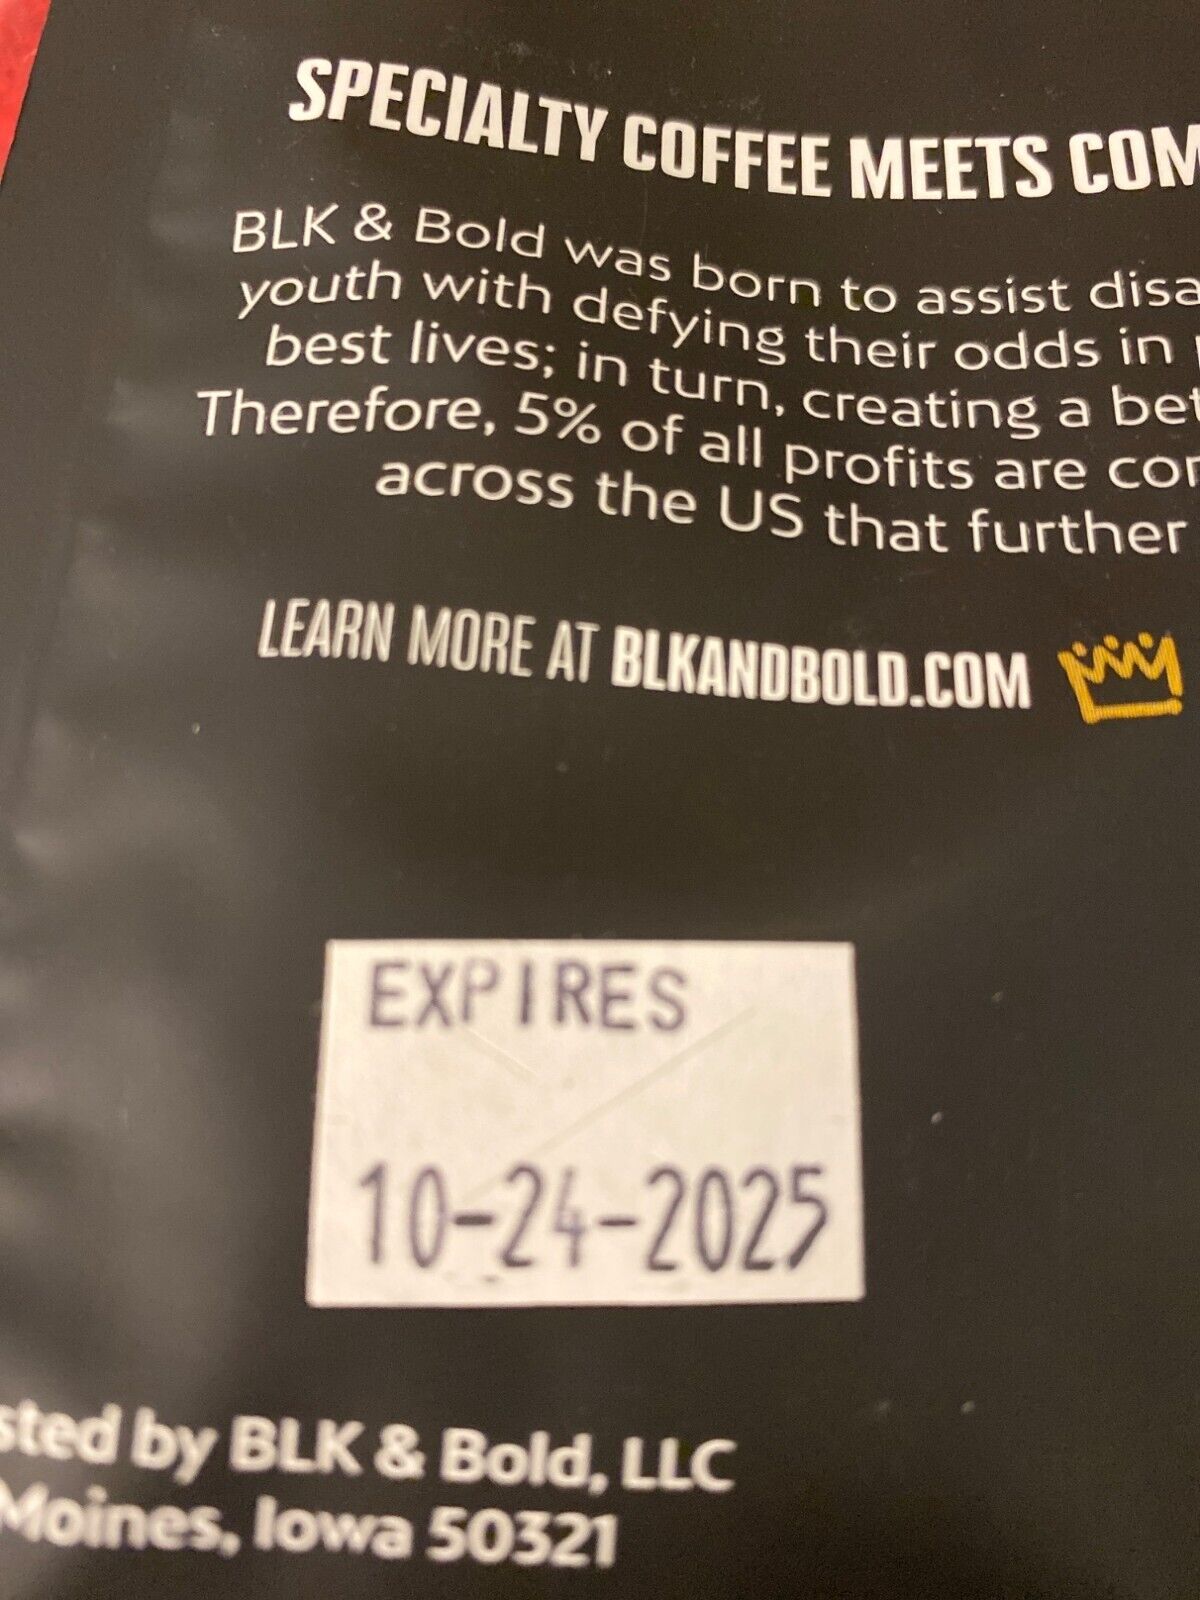 SPECIALTY COFFEE MEETS COM
BLK & Bold was born to assist disa
youth with defying their odds in
best lives; in turn, creating a bet
Therefore, 5% of all profits are
across the US that further
LEARN MORE AT BLKANDBOLD.COM
EXPIRES
10-24-2025
sted by BLK & Bold, LLC
Moines, Iowa 50321